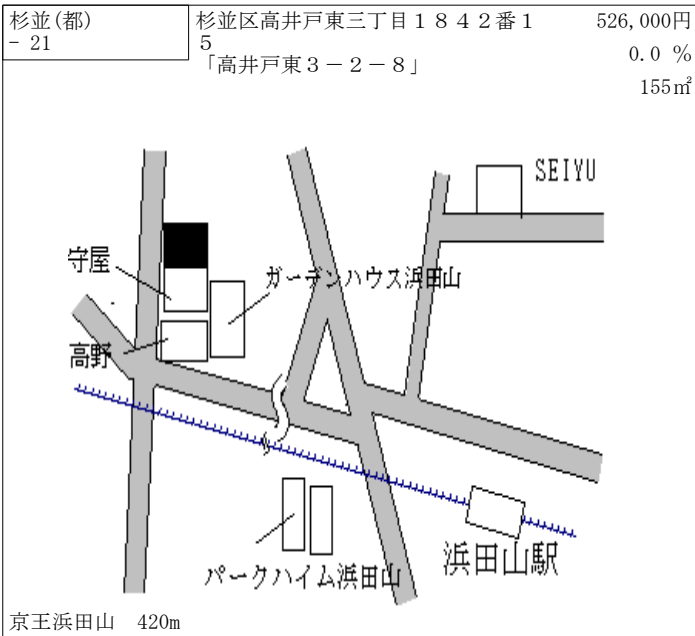 杉並(都)
- 21
杉並区高井戸東三丁目１８４２番１
５
「高井戸東３－２－８」
526,000円
0.0 %
155㎡
SEIYU
守屋
ガーデンハウス浜田山
高野
パークハイム浜田山
浜田山駅
京王浜田山　420m